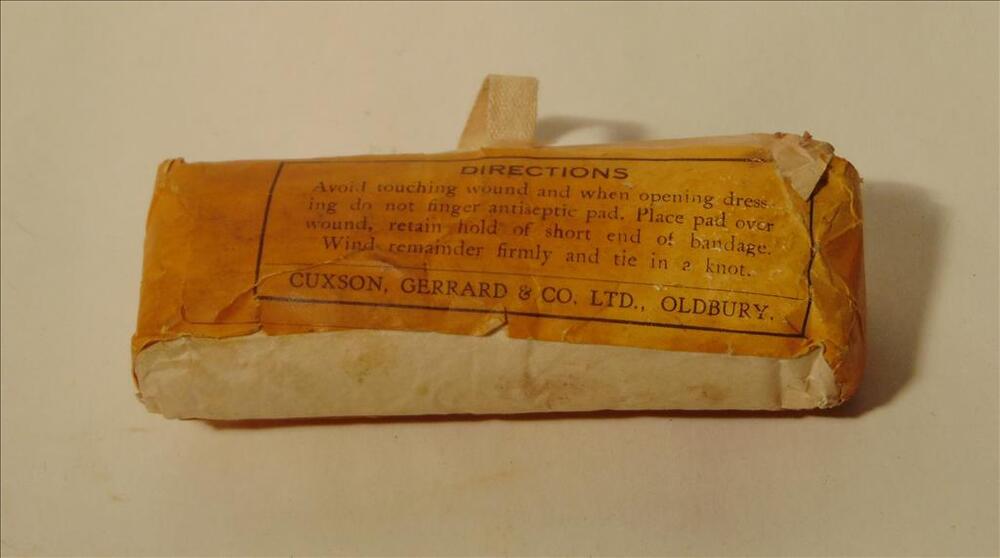 DIRECTIONS
Avoid touching wound and when opening dress-
ing do not finger antiseptic pad. Place pad over
wound, retain hold of short end of bandage.
Wind remainder firmly and tie in a knot.
CUXSON, GERRARD & CO. LTD., OLDBURY.